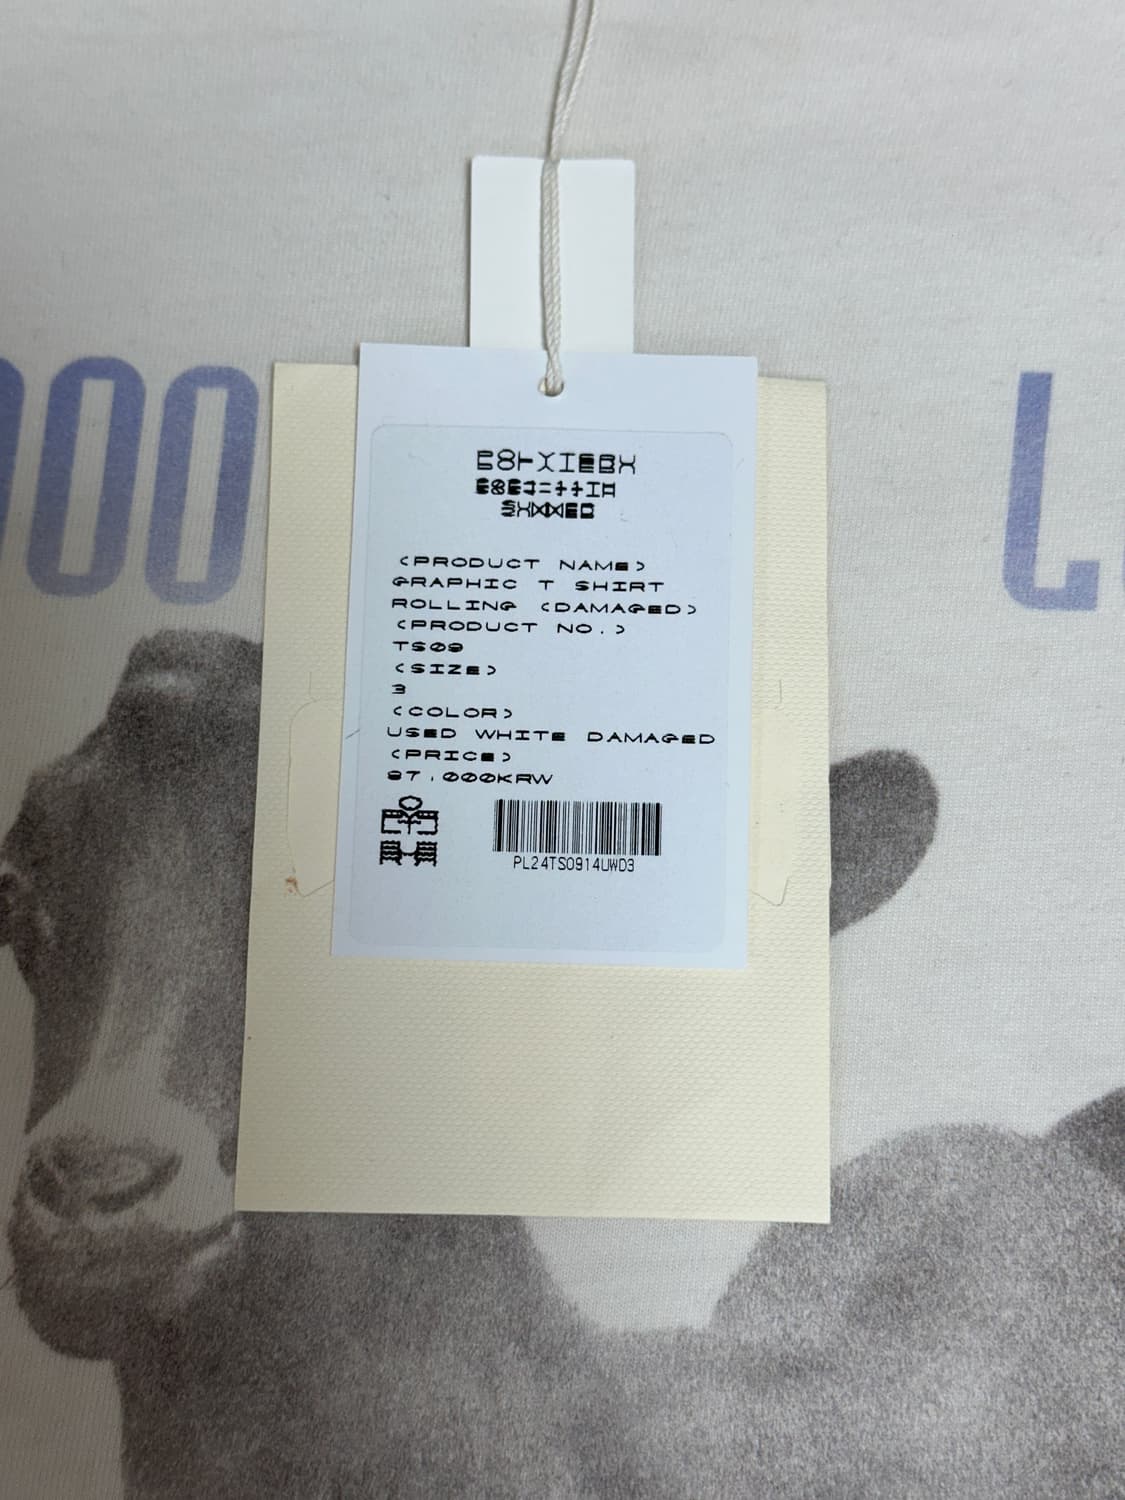 <PRODUCT NAME>
GRAPHIC T SHIRT
ROLLING <DAMAGED>
<PRODUCT NO.>
TS09
<SIZE>
3
<COLOR>
USED WHITE DAMAGED
<PRICE>
97,000KRW
PL24TS0914UWD3